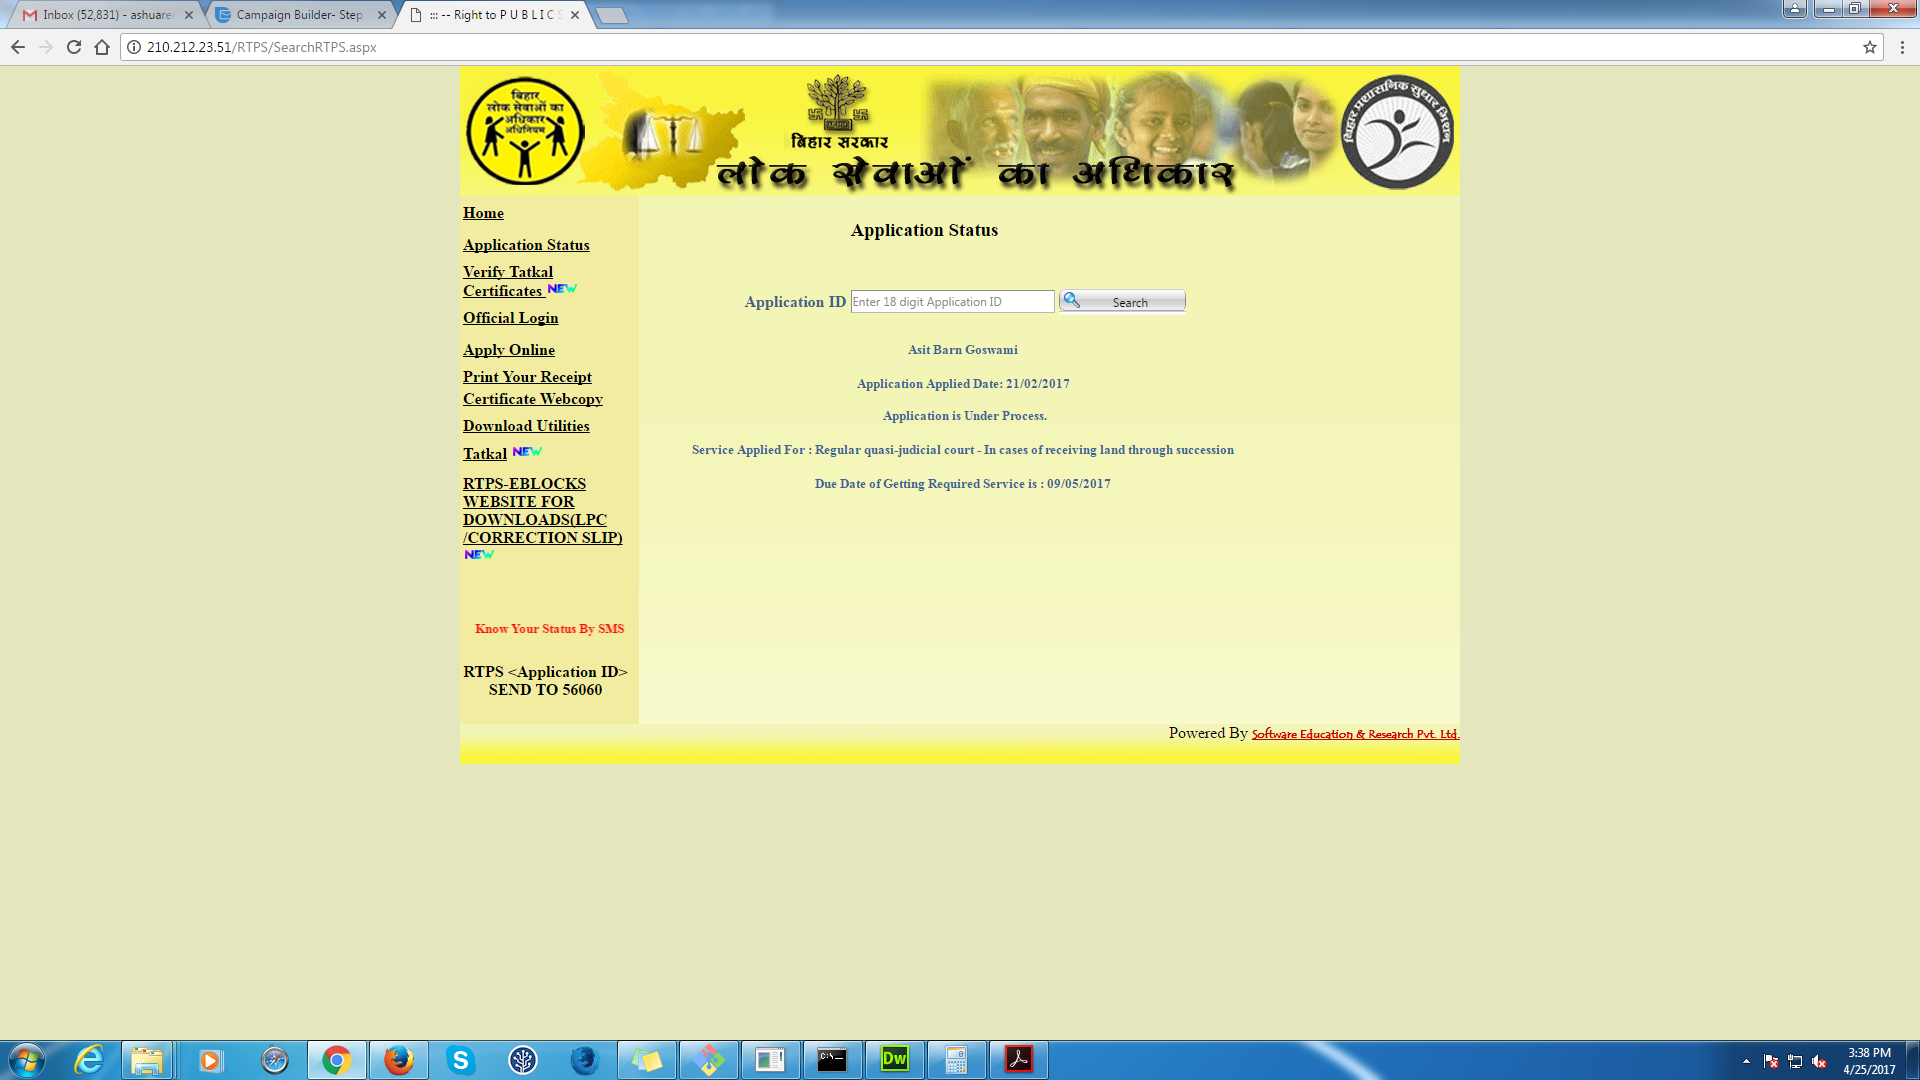 Inbox (52,831) - ashuaren
Campaign Builder- Step
::: -- Right to P U B L I C S
210.212.23.51/RTPS/SearchRTPS.aspx
बिहार
लोक सेवाओं का
अधिकार
अधिनियम
बिहार सरकार
लोक सेवाओं का अधिकार
बिहार प्रशासनिक सुधार मिशन
Home
Application Status
Verify Tatkal
Certificates NEW
Official Login
Apply Online
Print Your Receipt
Certificate Webcopy
Download Utilities
Tatkal NEW
RTPS-EBLOCKS
WEBSITE FOR
DOWNLOADS(LPC
/CORRECTION SLIP)
NEW
Know Your Status By SMS
RTPS <Application ID>
SEND TO 56060
Application Status
Application ID Enter 18 digit Application ID Search
Asit Barn Goswami
Application Applied Date: 21/02/2017
Application is Under Process.
Service Applied For : Regular quasi-judicial court - In cases of receiving land through succession
Due Date of Getting Required Service is : 09/05/2017
Powered By Software Education & Research Pvt. Ltd.
Dw
3:38 PM
4/25/2017